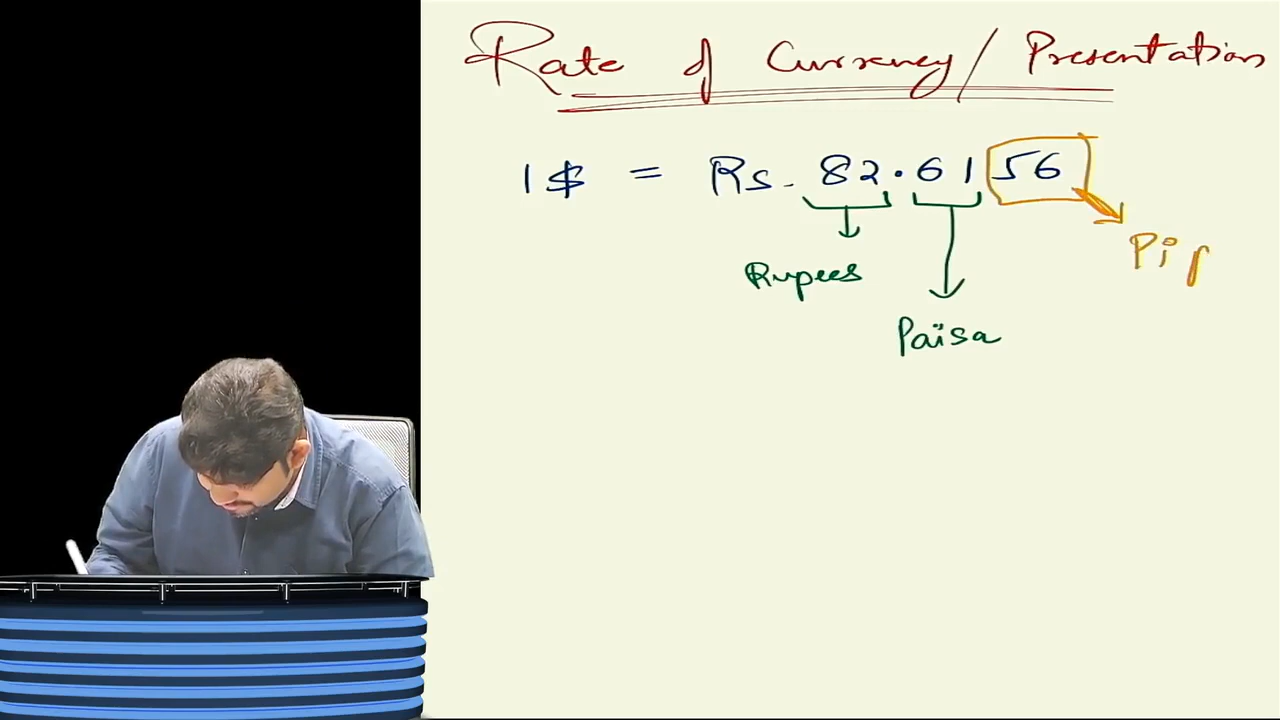 Rate of Currency / Presentation
1 $ = Rs. 82.6156
Rupees
Paisa
Pip